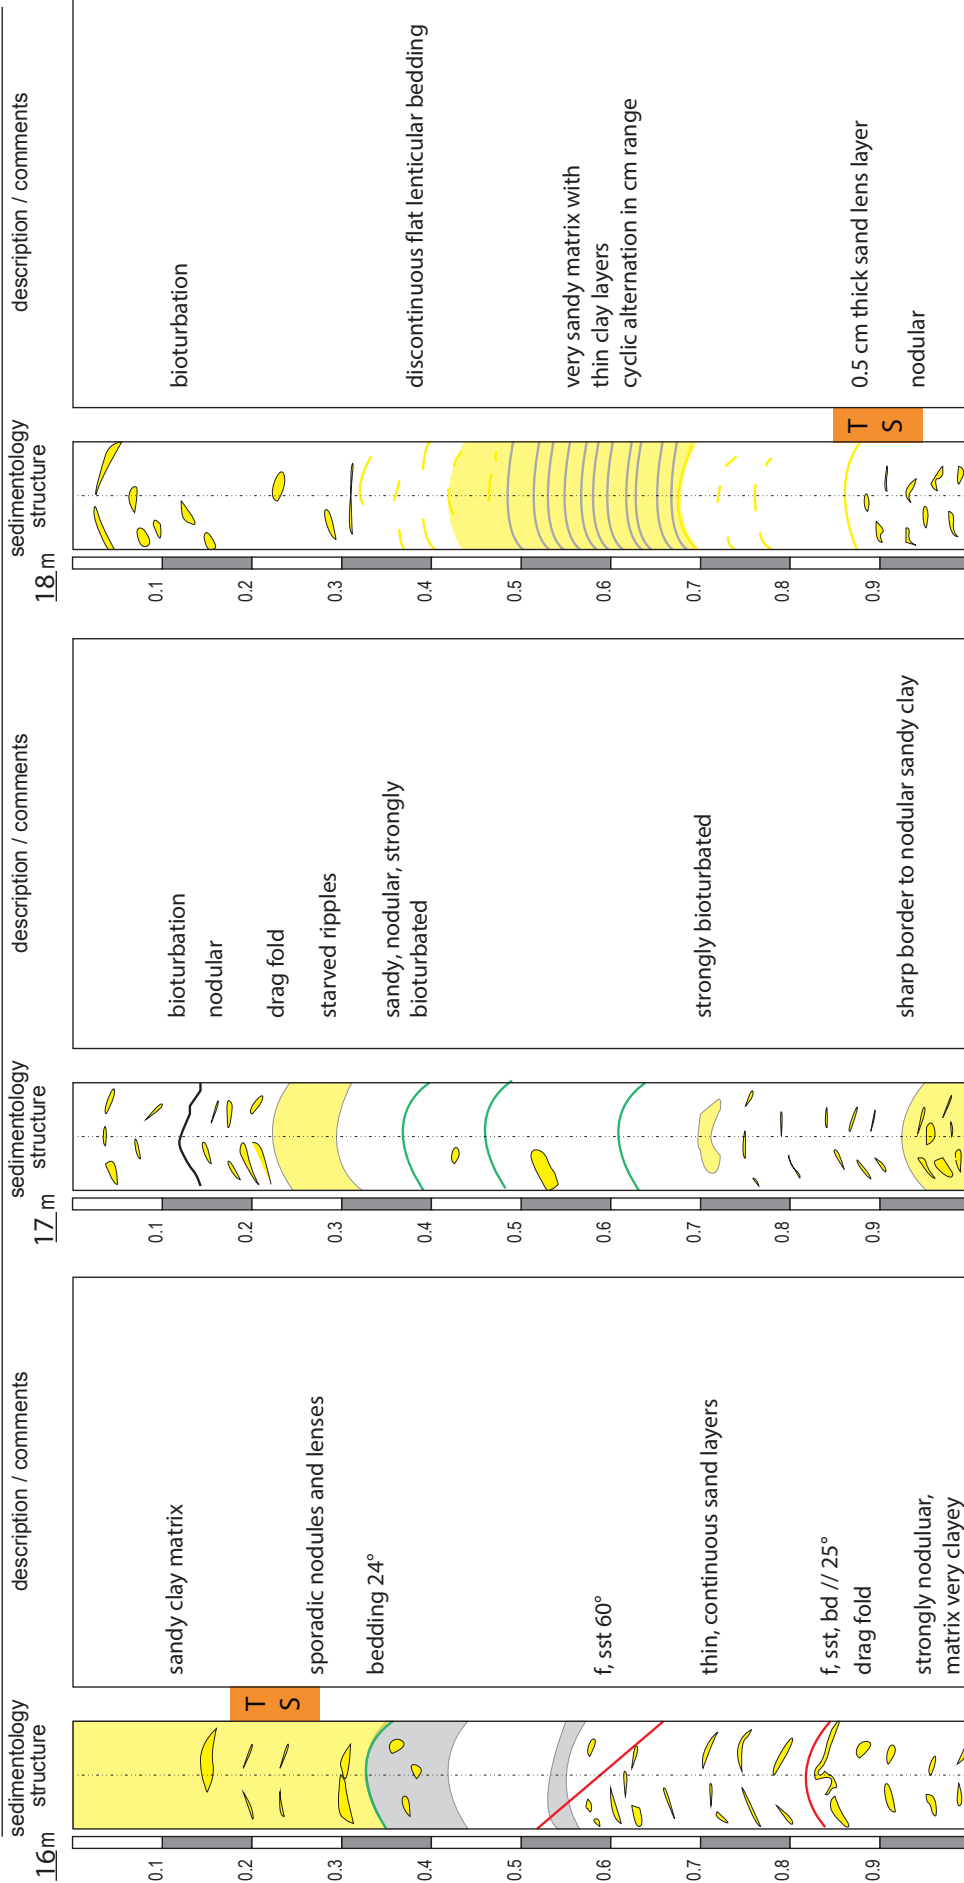 16 m
sedimentology
structure
description / comments
0.1
0.2
0.3
0.4
0.5
0.6
0.7
0.8
0.9
T
S
sandy clay matrix
sporadic nodules and lenses
bedding 24°
f, sst 60°
thin, continuous sand layers
f, sst, bd // 25°
drag fold
strongly noduluar,
matrix very clayey
17 m
sedimentology
structure
description / comments
0.1
0.2
0.3
0.4
0.5
0.6
0.7
0.8
0.9
bioturbation
nodular
drag fold
starved ripples
sandy, nodular, strongly
bioturbated
strongly bioturbated
sharp border to nodular sandy clay
18 m
sedimentology
structure
description / comments
0.1
0.2
0.3
0.4
0.5
0.6
0.7
0.8
0.9
T
S
bioturbation
discontinuous flat lenticular bedding
very sandy matrix with
thin clay layers
cyclic alternation in cm range
0.5 cm thick sand lens layer
nodular